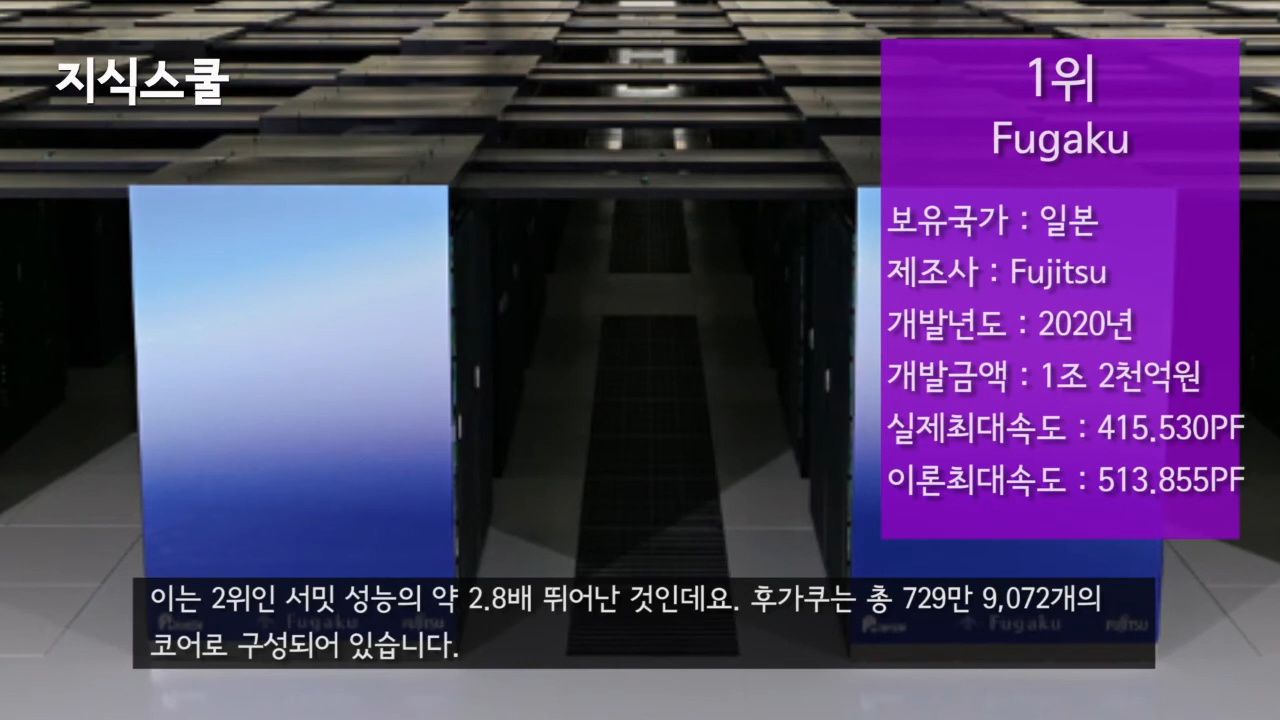 지식스쿨
1위
Fugaku
보유국가 : 일본
제조사 : Fujitsu
개발년도 : 2020년
개발금액 : 1조 2천억원
실제최대속도 : 415.530PF
이론최대속도 : 513.855PF
이는 2위인 서밋 성능의 약 2.8배 뛰어난 것인데요. 후가쿠는 총 729만 9,072개의
코어로 구성되어 있습니다.
Fugaku
FUJITSU
Fugaku
FUJITSU